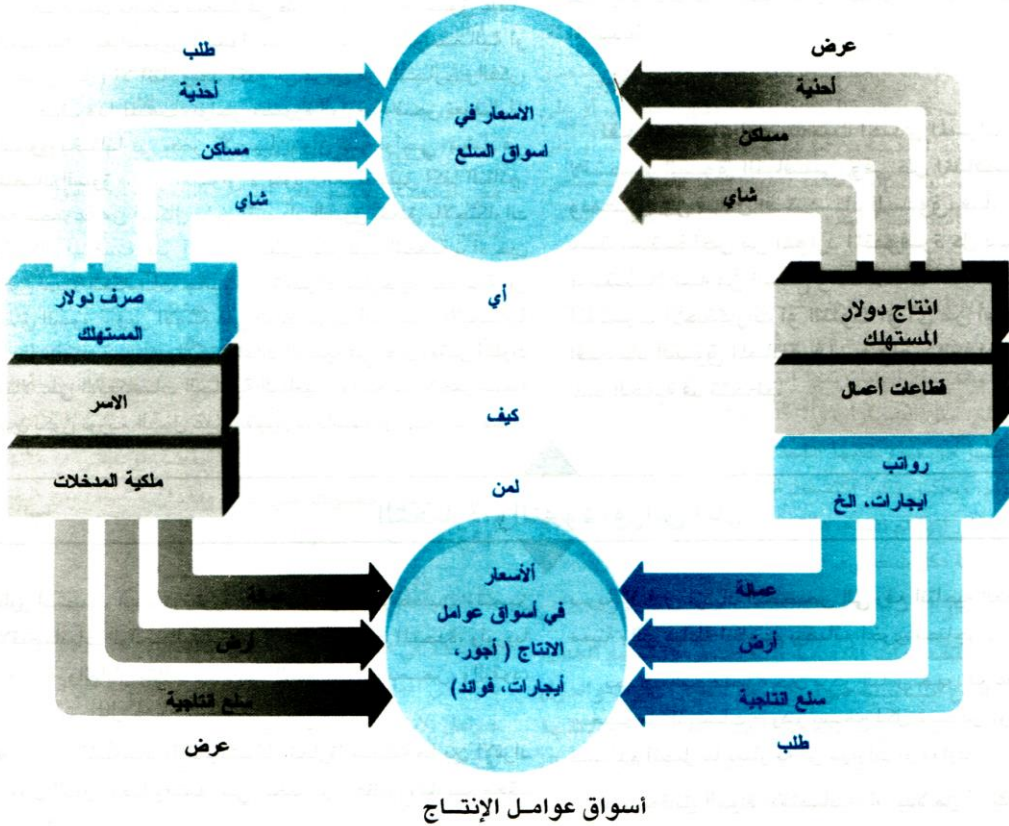 عرض
طلب
أحذية
أحذية
الاسعار في
اسواق السلع
مساكن
مساكن
شاي
شاي
انتاج دولار
المستهلك
أي
صرف دولار
المستهلك
قطاعات أعمال
الاسر
كيف
رواتب
ايجارات، الخ
ملكية المدخلات
لمن
عمالة
ألأسعار
في أسواق عوامل
الانتاج ( أجور،
أيجارات، فوائد)
عمالة
أرض
أرض
سلع انتاجية
سلع انتاجية
طلب
عرض
أسواق عوامل الإنتاج